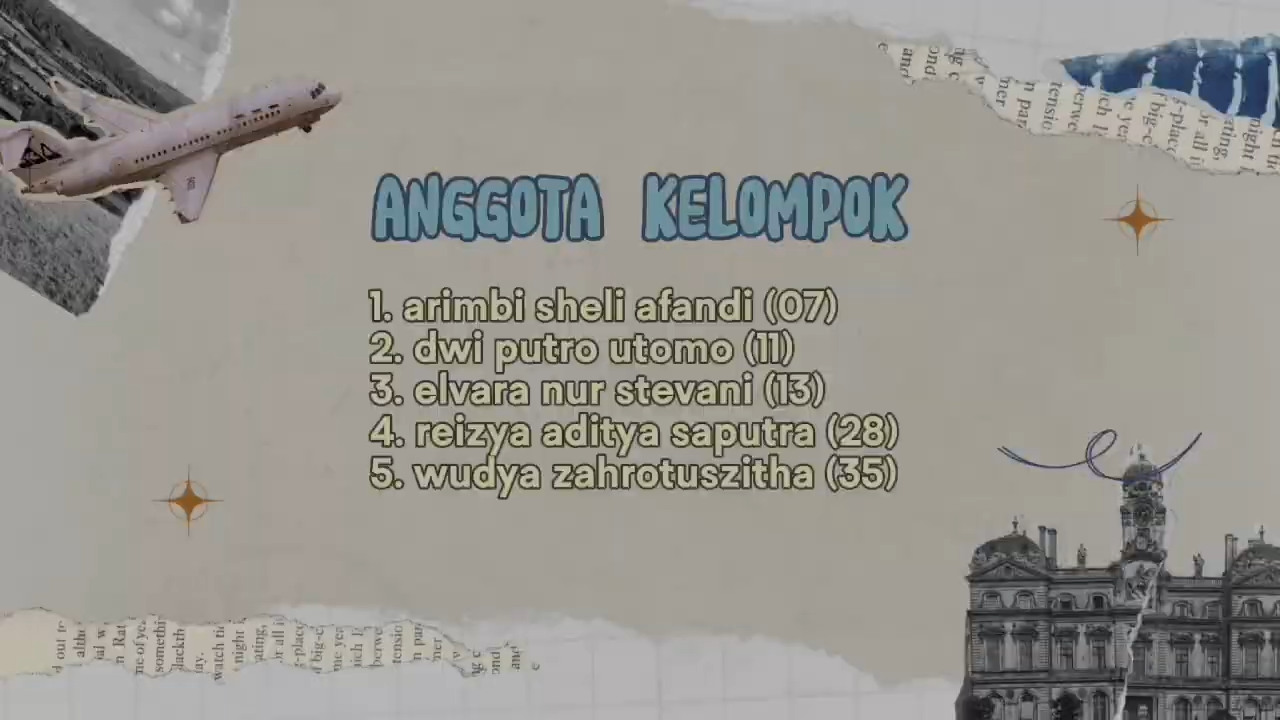 ANGGOTA KELOMPOK
1. arimbi sheli afandi (07)
2. dwi putro utomo (11)
3. elvara nur stevani (13)
4. reizya aditya saputra (28)
5. wudya zahrotuszitha (35)